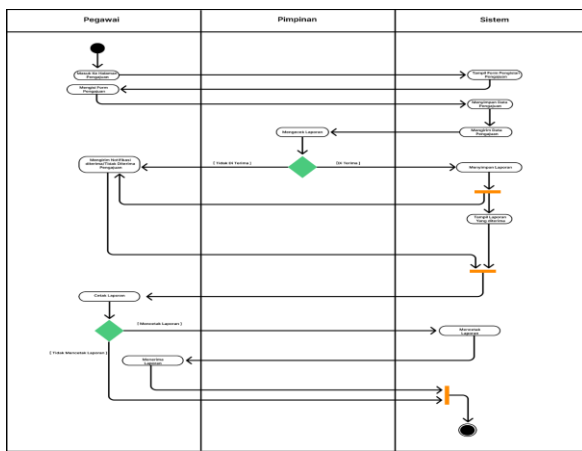 Pegawai
Pimpinan
Sistem
Masuk Ke Halaman
Pengajuan
Tampil Form Pengajuan
Pengajuan
Mengisi Form
Pengajuan
Menyimpan Data
Pengajuan
Mengirim Data
Pengajuan
Mengecek Laporan
[ Tidak Di Terima ]
[Di Terima ]
Mengirim Notifikasi
diterima/Tidak Diterima
Pengajuan
Menyimpan Laporan
Tampil Laporan
Yang diterima
Cetak Laporan
[ Mencetak Laporan ]
Mencetak
Laporan
[ Tidak Mencetak Laporan ]
Menerima
Laporan